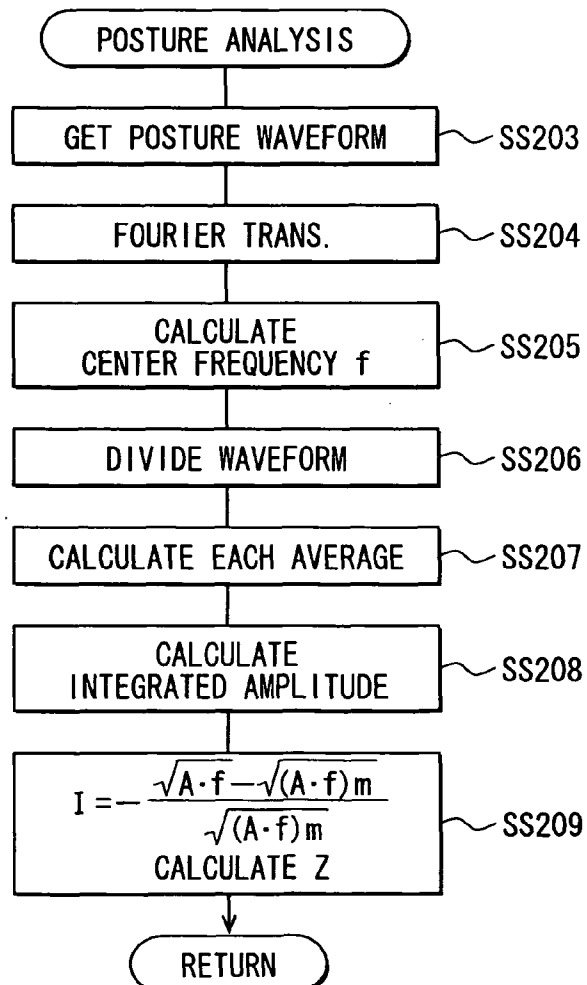 POSTURE ANALYSIS
GET POSTURE WAVEFORM
SS203
FOURIER TRANS.
SS204
CALCULATE
CENTER FREQUENCY f
SS205
DIVIDE WAVEFORM
SS206
CALCULATE EACH AVERAGE
SS207
CALCULATE
INTEGRATED AMPLITUDE
SS208
I = - (√A·f - √(A·f)m) / √(A·f)m
CALCULATE Z
SS209
RETURN